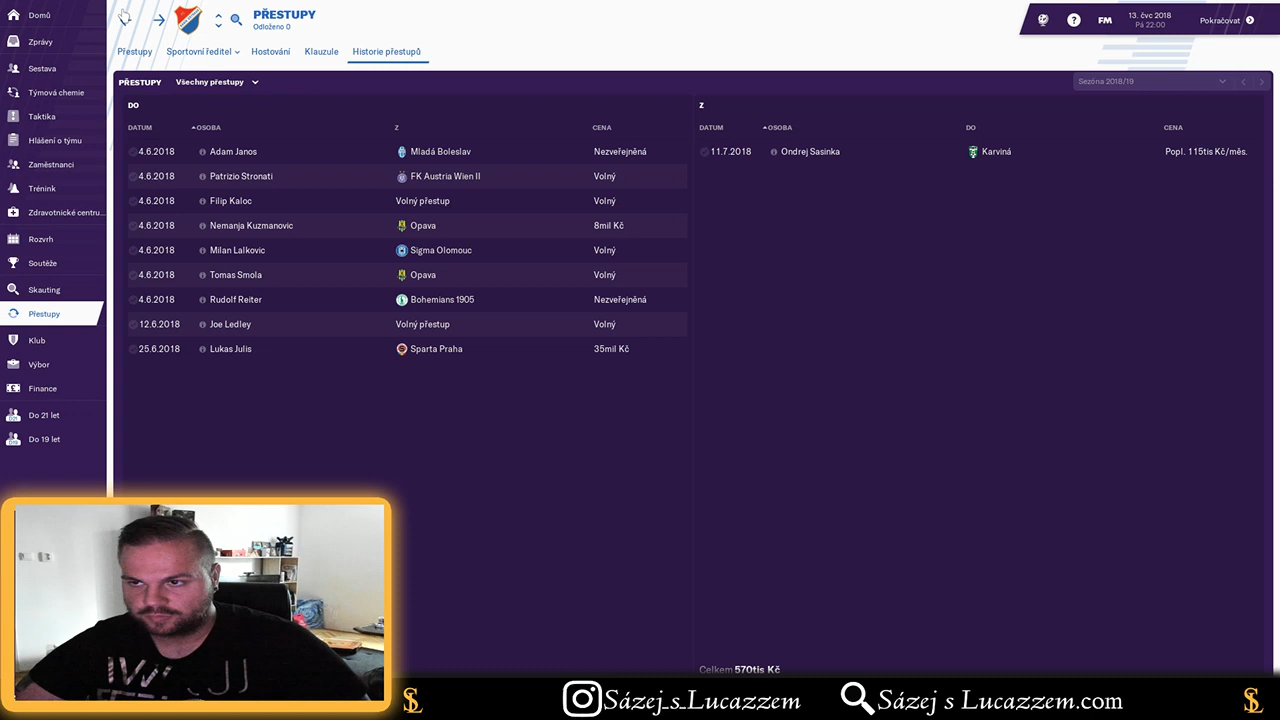 Domů
Zprávy
Sestava
Týmová chemie
Taktika
Hlášení o týmu
Zaměstnanci
Trénink
Zdravotnické centru...
Rozvrh
Soutěže
Skauting
Přestupy
Klub
Výbor
Finance
Do 21 let
Do 19 let
PŘESTUPY
Odloženo 0
FM
13. čvc 2018
Pá 22:00
Pokračovat
Přestupy Sportovní ředitel Hostování Klauzule Historie přestupů
PŘESTUPY Všechny přestupy Sezóna 2018/19
DO
DATUM OSOBA Z CENA
4.6.2018 Adam Janos Mladá Boleslav Nezveřejněná
4.6.2018 Patrizio Stronati FK Austria Wien II Volný
4.6.2018 Filip Kaloc Volný přestup Volný
4.6.2018 Nemanja Kuzmanovic Opava 8mil Kč
4.6.2018 Milan Lalkovic Sigma Olomouc Volný
4.6.2018 Tomas Smola Opava Volný
4.6.2018 Rudolf Reiter Bohemians 1905 Nezveřejněná
12.6.2018 Joe Ledley Volný přestup Volný
25.6.2018 Lukas Julis Sparta Praha 35mil Kč
Z
DATUM OSOBA DO CENA
11.7.2018 Ondrej Sasinka Karviná Popl. 115tis Kč/měs.
Celkem 570tis Kč
Sázej_s_Lucazzem
Sázej s Lucazzem.com